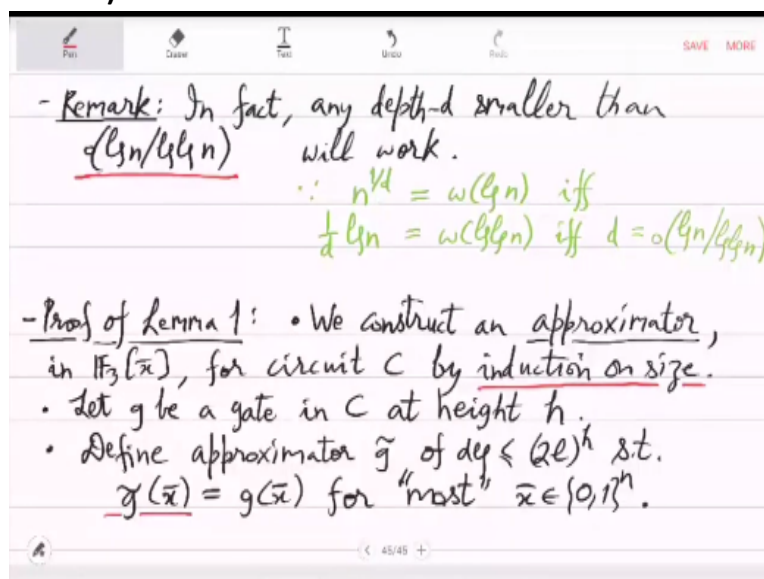 Pen Eraser Text Undo Redo SAVE MORE
- Remark: In fact, any depth-d smaller than
o(lgn/lglgn) will work.
∵ n^{1/d} = ω(lgn) iff
1/d lgn = ω(lglgn) iff d = o(lgn/lglgn)
- Proof of Lemma 1: • We construct an approximator,
in 𝔽₃[x̄], for circuit C by induction on size.
• Let g be a gate in C at height h.
• Define approximator g̃ of deg ≤ (2l)^h s.t.
g̃(x̄) = g(x̄) for "most" x̄ ∈ {0,1}^n.
< 45/45 +